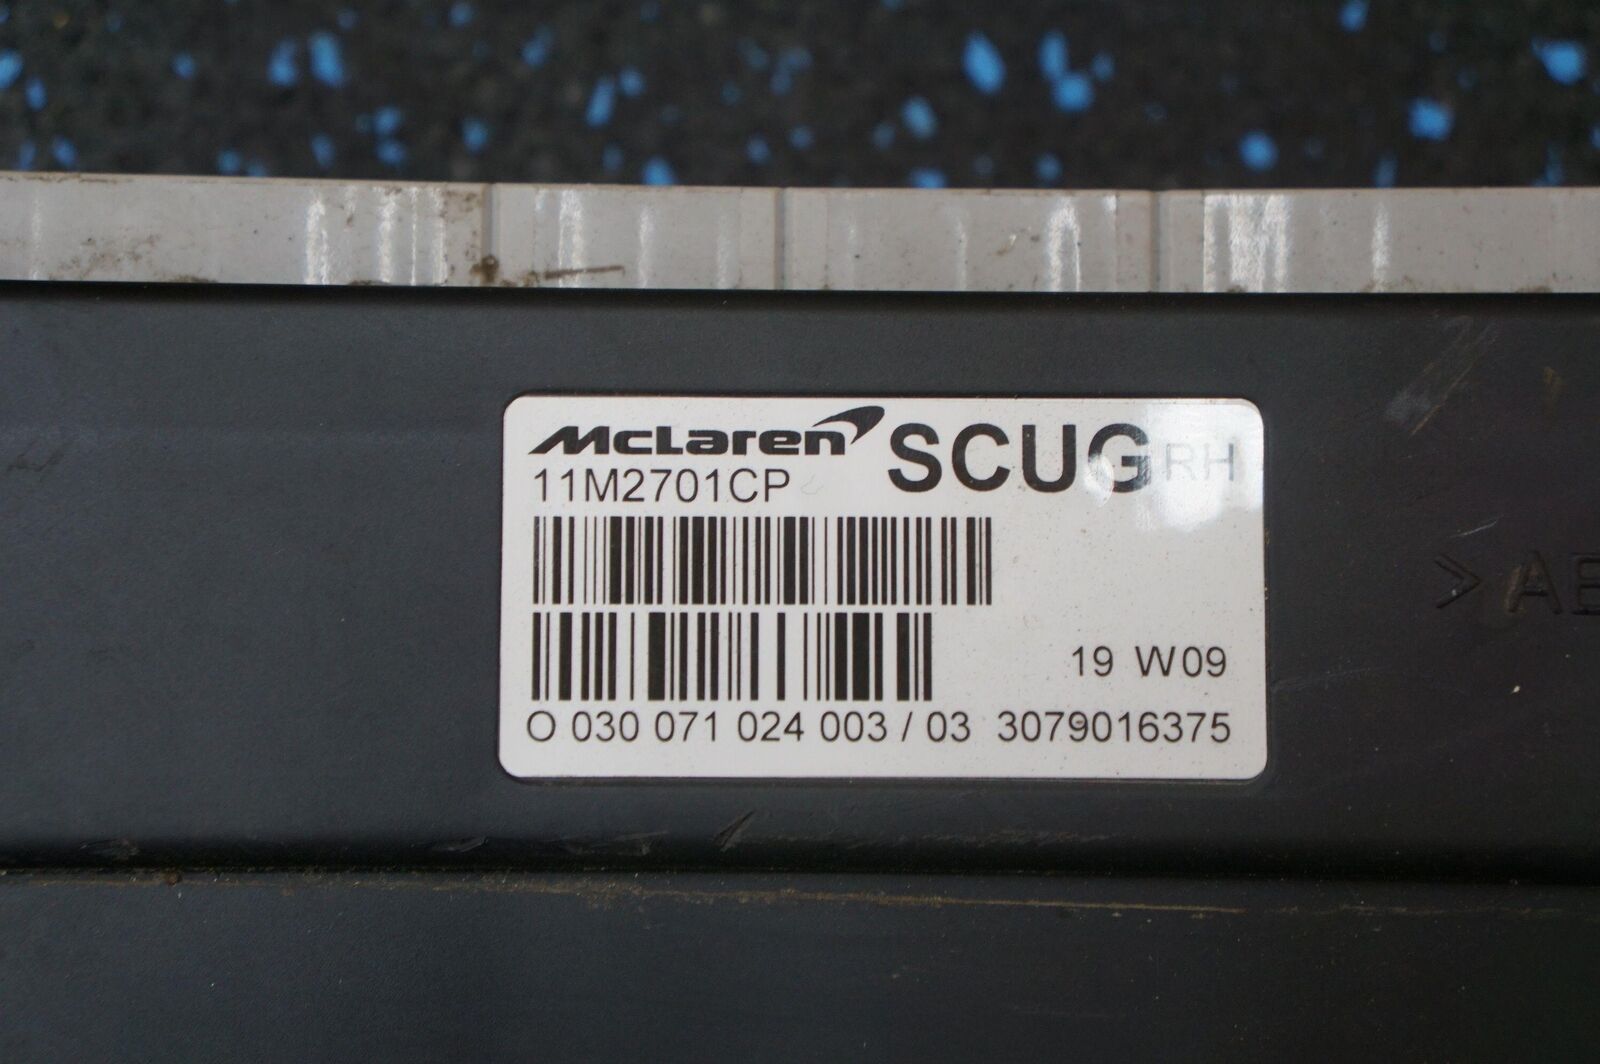 McLaren SCUG RH
11M2701CP
19 W09
O 030 071 024 003 / 03 3079016375